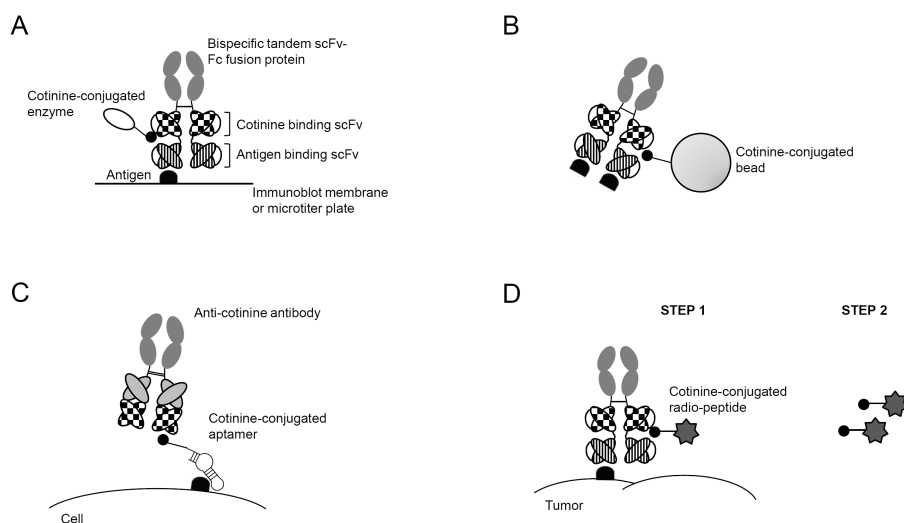 A
Bispecific tandem scFv-
Fc fusion protein
Cotinine-conjugated
enzyme
Cotinine binding scFv
Antigen binding scFv
Antigen
Immunoblot membrane
or microtiter plate
B
Cotinine-conjugated
bead
C
Anti-cotinine antibody
Cotinine-conjugated
aptamer
Cell
D
STEP 1
STEP 2
Cotinine-conjugated
radio-peptide
Tumor